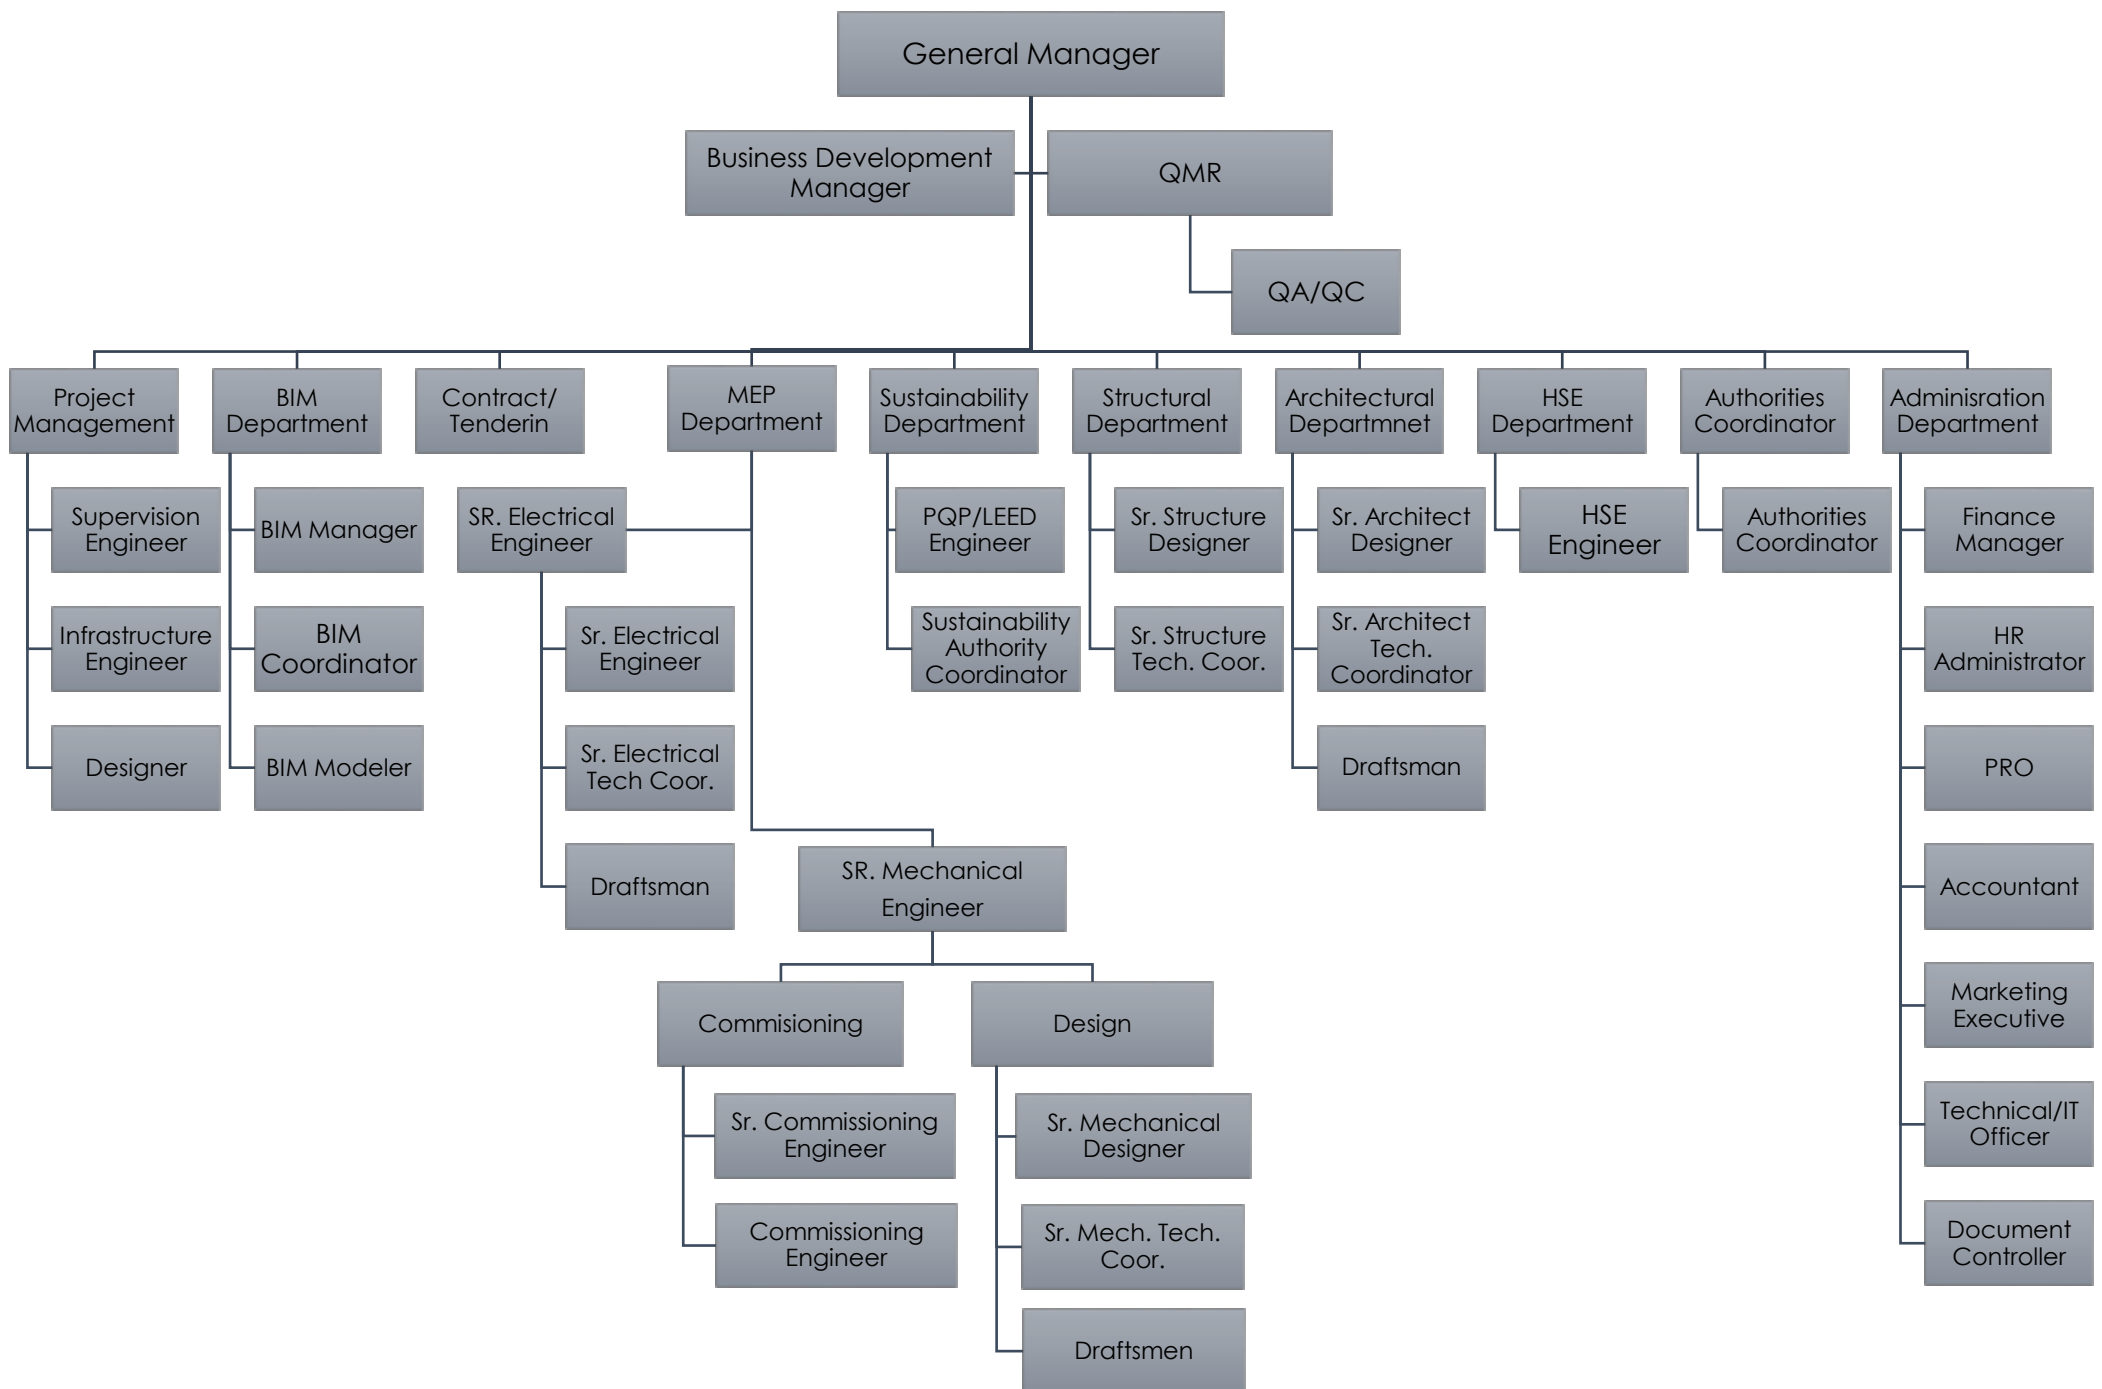 General Manager
Business Development
Manager
QMR
QA/QC
Project
Management
BIM
Department
Contract/
Tenderin
MEP
Department
Sustainability
Department
Structural
Department
Architectural
Departmnet
HSE
Department
Authorities
Coordinator
Adminisration
Department
Supervision
Engineer
Infrastructure
Engineer
Designer
BIM Manager
BIM
Coordinator
BIM Modeler
SR. Electrical
Engineer
Sr. Electrical
Engineer
Sr. Electrical
Tech Coor.
Draftsman
SR. Mechanical
Engineer
Commisioning
Sr. Commissioning
Engineer
Commissioning
Engineer
Design
Sr. Mechanical
Designer
Sr. Mech. Tech.
Coor.
Draftsmen
PQP/LEED
Engineer
Sustainability
Authority
Coordinator
Sr. Structure
Designer
Sr. Structure
Tech. Coor.
Sr. Architect
Designer
Sr. Architect
Tech.
Coordinator
Draftsman
HSE
Engineer
Authorities
Coordinator
Finance
Manager
HR
Administrator
PRO
Accountant
Marketing
Executive
Technical/IT
Officer
Document
Controller